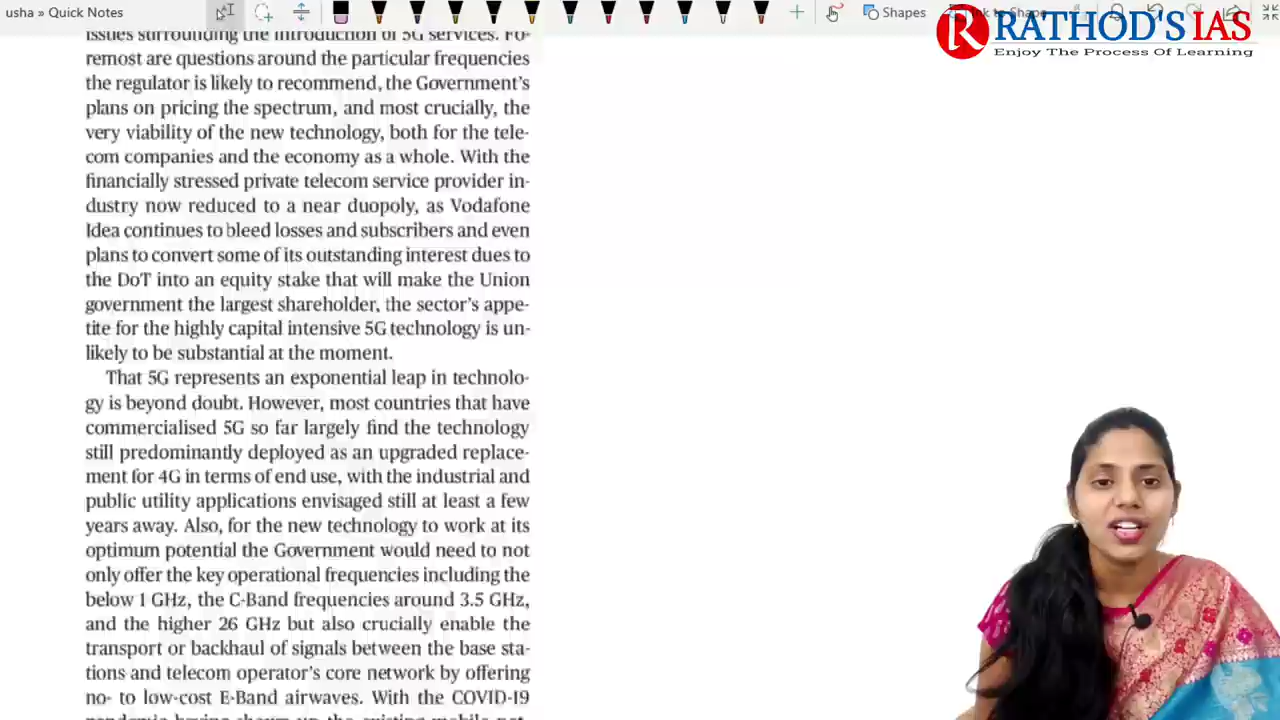 usha » Quick Notes
Shapes
RATHOD'S IAS
Enjoy The Process Of Learning
issues surrounding the introduction of 5G services. Fo-
remost are questions around the particular frequencies
the regulator is likely to recommend, the Government's
plans on pricing the spectrum, and most crucially, the
very viability of the new technology, both for the tele-
com companies and the economy as a whole. With the
financially stressed private telecom service provider in-
dustry now reduced to a near duopoly, as Vodafone
Idea continues to bleed losses and subscribers and even
plans to convert some of its outstanding interest dues to
the DoT into an equity stake that will make the Union
government the largest shareholder, the sector's appe-
tite for the highly capital intensive 5G technology is un-
likely to be substantial at the moment.
That 5G represents an exponential leap in technolo-
gy is beyond doubt. However, most countries that have
commercialised 5G so far largely find the technology
still predominantly deployed as an upgraded replace-
ment for 4G in terms of end use, with the industrial and
public utility applications envisaged still at least a few
years away. Also, for the new technology to work at its
optimum potential the Government would need to not
only offer the key operational frequencies including the
below 1 GHz, the C-Band frequencies around 3.5 GHz,
and the higher 26 GHz but also crucially enable the
transport or backhaul of signals between the base sta-
tions and telecom operator's core network by offering
no- to low-cost E-Band airwaves. With the COVID-19